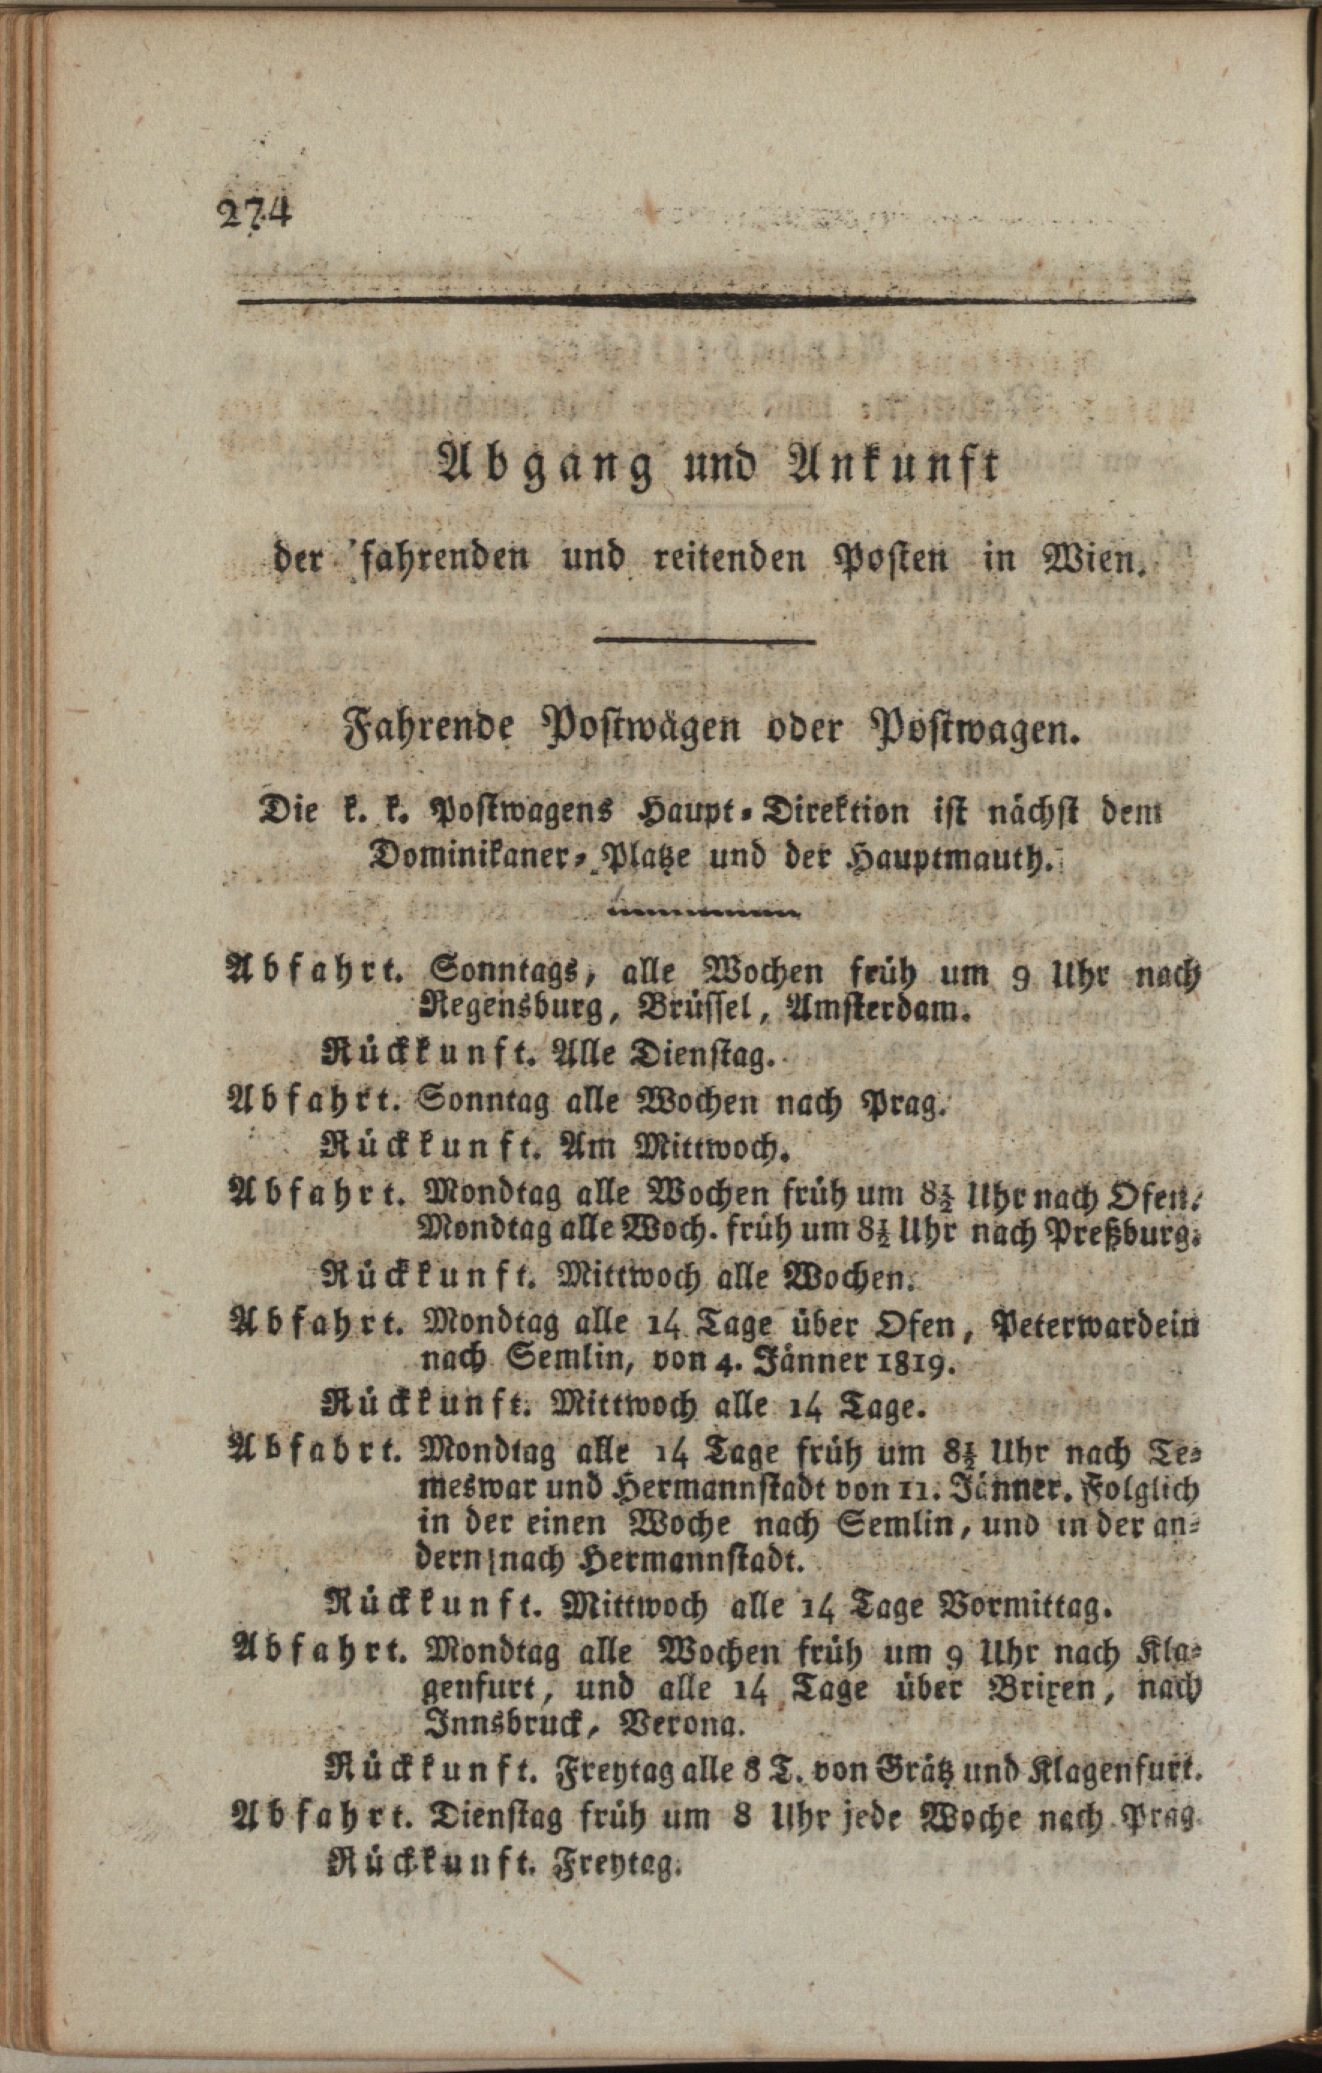 274
Abgang und Ankunft
der fahrenden und reitenden Posten in Wien.
Fahrende Postwägen oder Postwagen.
Die k. k. Postwagens Haupt-Direktion ist nächst dem
Dominikaner-Platze und der Hauptmauth.
Abfahrt. Sonntags, alle Wochen früh um 9 Uhr nach
Regensburg, Brüssel, Amsterdam.
Rückkunft. Alle Dienstag.
Abfahrt. Sonntag alle Wochen nach Prag.
Rückkunft. Am Mittwoch.
Abfahrt. Mondtag alle Wochen früh um 8½ Uhr nach Ofen.
Mondtag alle Woch. früh um 8½ Uhr nach Preßburg.
Rückkunft. Mittwoch alle Wochen.
Abfahrt. Mondtag alle 14 Tage über Ofen, Peterwardein
nach Semlin, von 4. Jänner 1819.
Rückkunft. Mittwoch alle 14 Tage.
Abfahrt. Mondtag alle 14 Tage früh um 8½ Uhr nach Te-
meswar und Hermannstadt von 11. Jänner. Folglich
in der einen Woche nach Semlin, und in der an-
dern nach Hermannstadt.
Rückkunft. Mittwoch alle 14 Tage Vormittag.
Abfahrt. Mondtag alle Wochen früh um 9 Uhr nach Kla-
genfurt, und alle 14 Tage über Brixen, nach
Innsbruck, Verona.
Rückkunft. Freytag alle 8 T. von Grätz und Klagenfurt.
Abfahrt. Dienstag früh um 8 Uhr jede Woche nach Prag.
Rückkunft. Freytag.